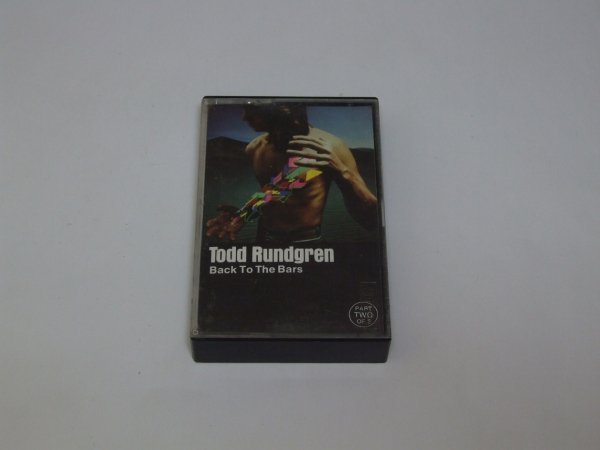 Todd Rundgren
Back To The Bars
PART
TWO
OF 2